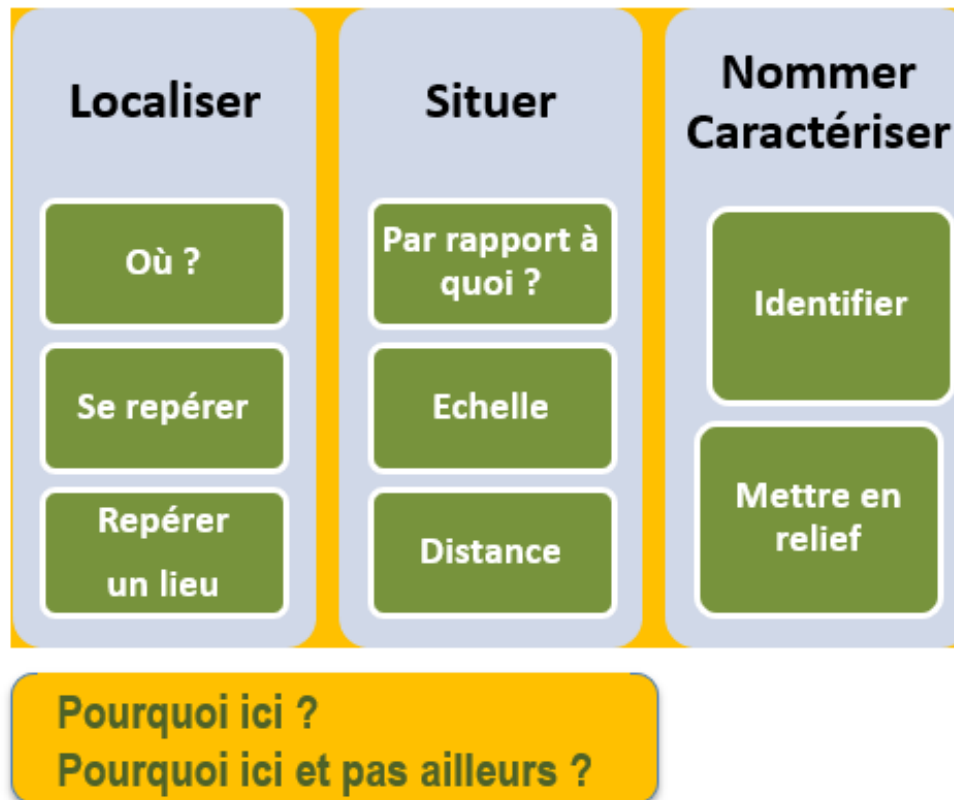 Localiser
Où ?
Se repérer
Repérer
un lieu
Situer
Par rapport à
quoi ?
Echelle
Distance
Nommer
Caractériser
Identifier
Mettre en
relief
Pourquoi ici ?
Pourquoi ici et pas ailleurs ?